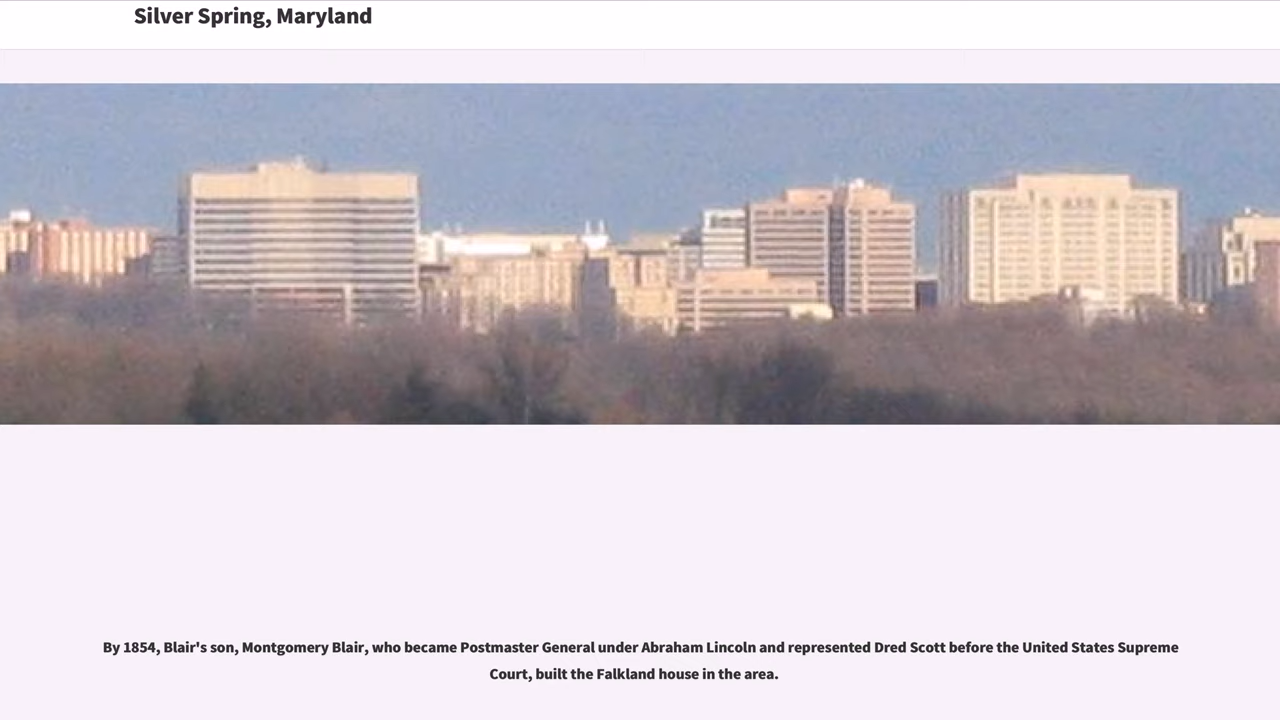 Silver Spring, Maryland
By 1854, Blair's son, Montgomery Blair, who became Postmaster General under Abraham Lincoln and represented Dred Scott before the United States Supreme
Court, built the Falkland house in the area.